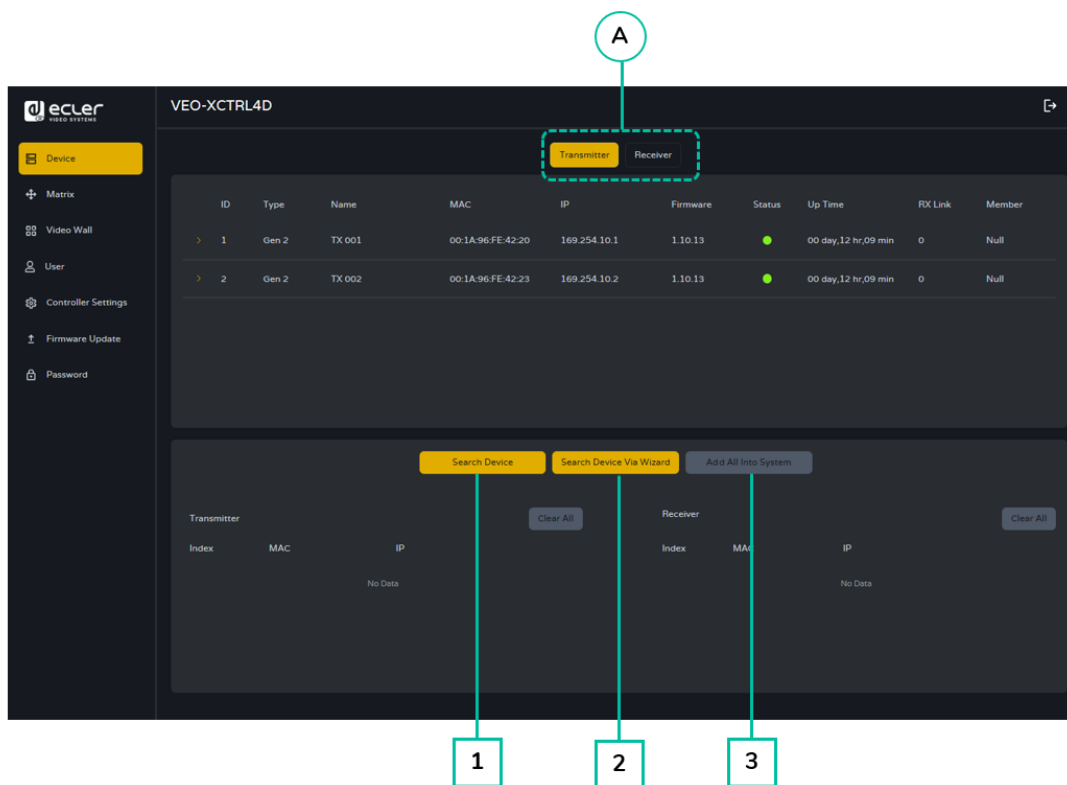 A
ecler
VIDEO SYSTEMS
VEO-XCTRL4D
Device
Matrix
Video Wall
User
Controller Settings
Firmware Update
Password
Transmitter Receiver
ID Type Name MAC IP Firmware Status Up Time RX Link Member
> 1 Gen 2 TX 001 00:1A:96:FE:42:20 169.254.10.1 1.10.13 00 day,12 hr,09 min 0 Null
> 2 Gen 2 TX 002 00:1A:96:FE:42:23 169.254.10.2 1.10.13 00 day,12 hr,09 min 0 Null
Search Device Search Device Via Wizard Add All Into System
Transmitter Clear All
Index MAC IP
No Data
Receiver Clear All
Index MAC IP
No Data
1 2 3